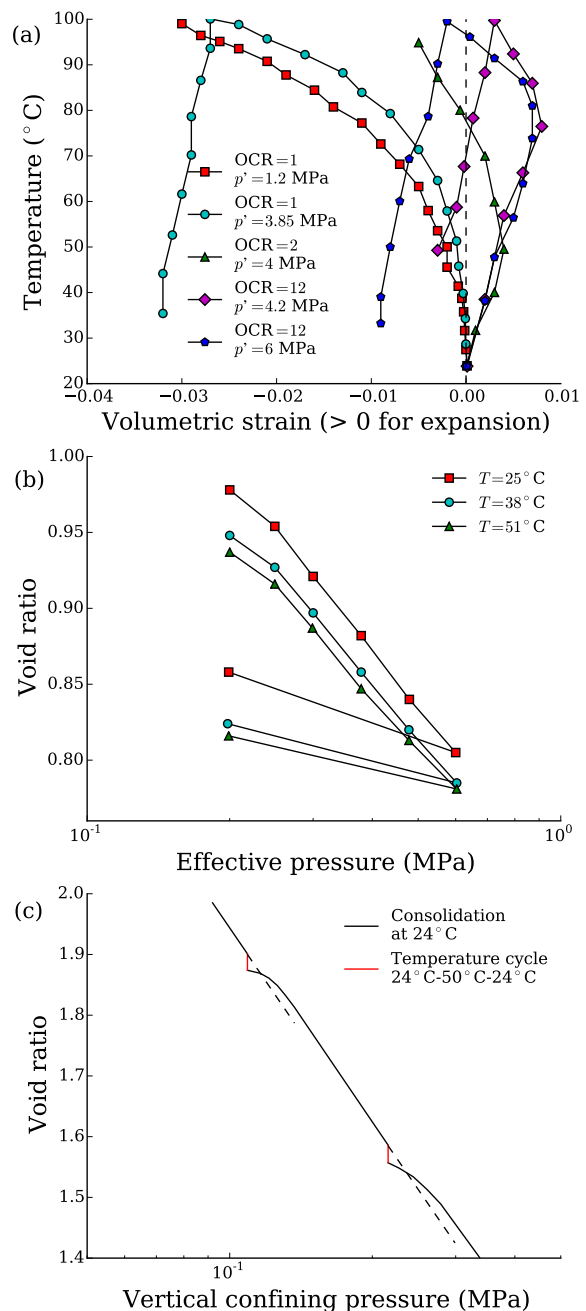 (a)
100
90
80
70
60
50
40
30
20
Temperature (°C)
OCR=1
p'=1.2 MPa
OCR=1
p'=3.85 MPa
OCR=2
p'=4 MPa
OCR=12
p'=4.2 MPa
OCR=12
p'=6 MPa
−0.04 −0.03 −0.02 −0.01 0.00 0.01
Volumetric strain (> 0 for expansion)
(b)
1.00
0.95
0.90
0.85
0.80
Void ratio
T=25°C
T=38°C
T=51°C
10⁻¹ 10⁰
Effective pressure (MPa)
(c)
2.0
1.9
1.8
1.7
1.6
1.5
1.4
Void ratio
Consolidation
at 24°C
Temperature cycle
24°C-50°C-24°C
10⁻¹
Vertical confining pressure (MPa)